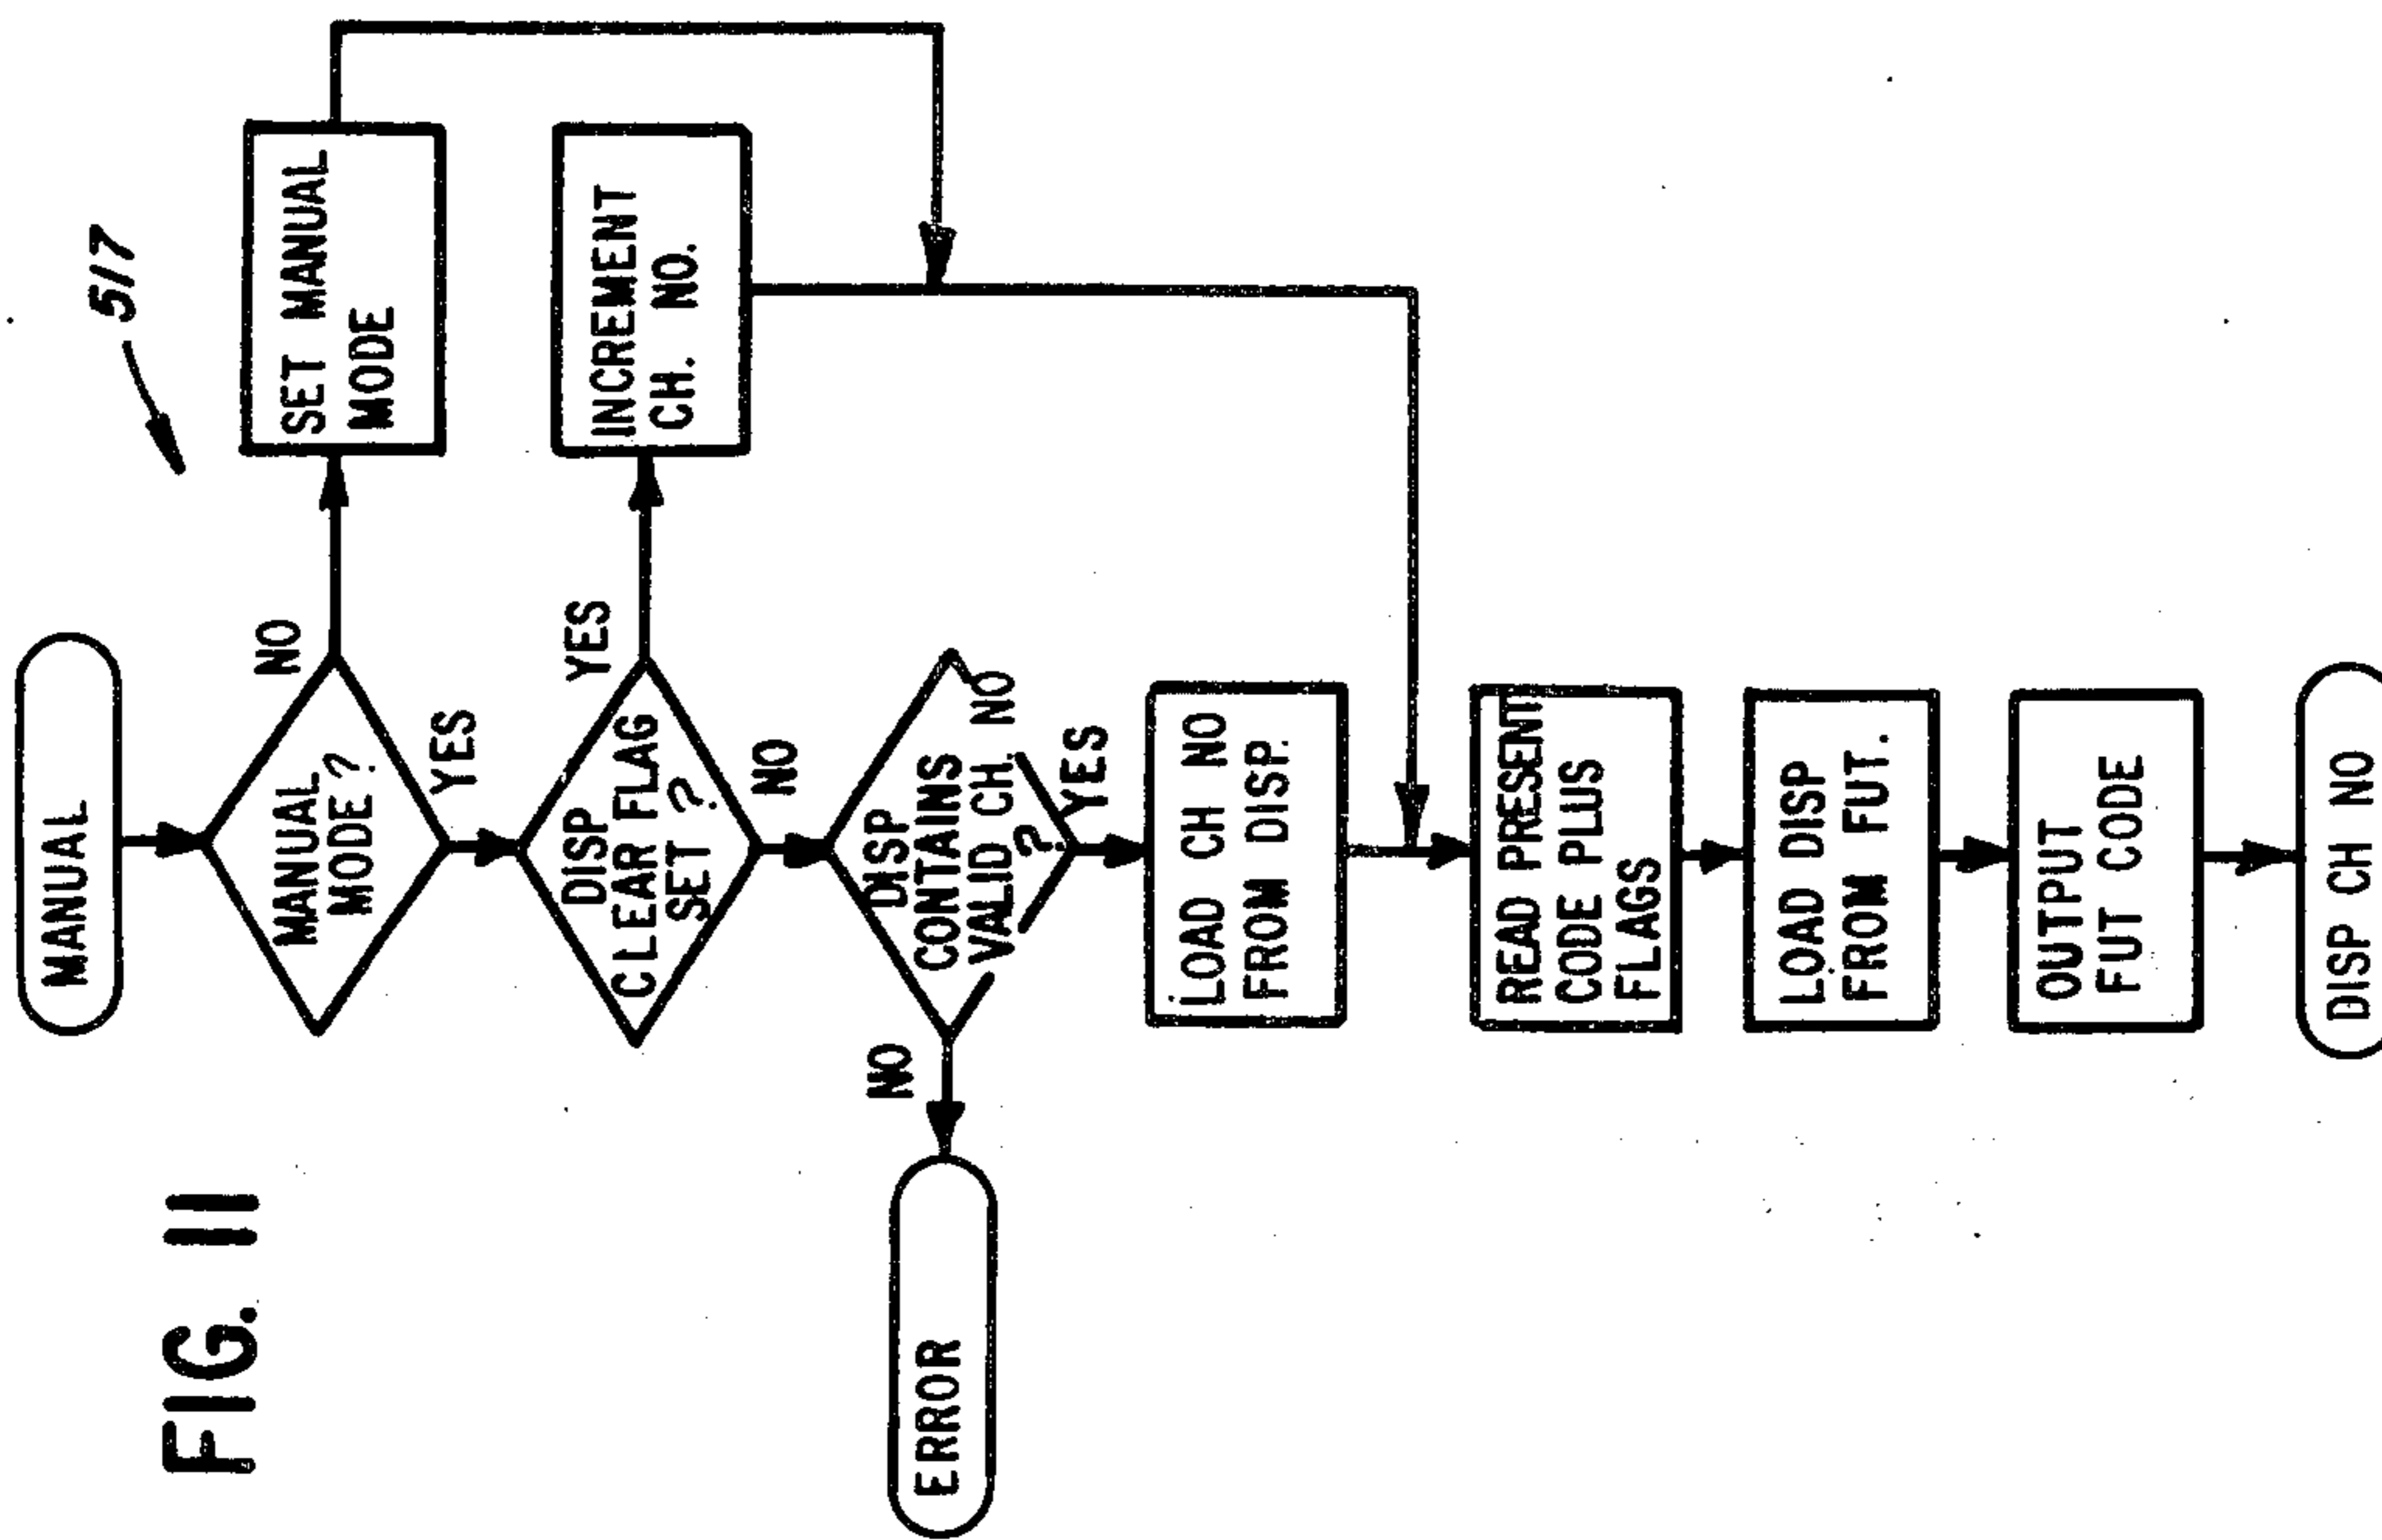 FIG. 11
517
MANUAL
MANUAL
MODE?
NO
YES
SET MANUAL
MODE
DISP
CLEAR FLAG
SET ?
YES
NO
INCREMENT
CH. NO.
DISP
CONTAINS
VALID CH. NO
?
NO
YES
ERROR
LOAD CH NO
FROM DISP.
READ PRESENT
CODE PLUS
FLAGS
LOAD DISP
FROM FUT.
OUTPUT
FUT CODE
DISP CH NO